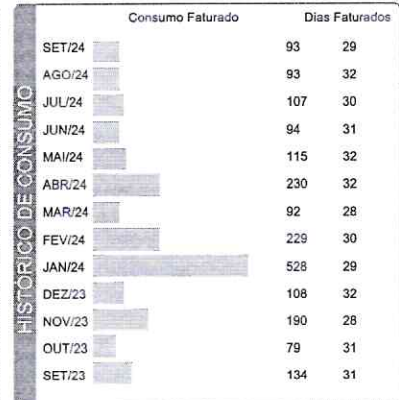 HISTÓRICO DE CONSUMO
Consumo Faturado Dias Faturados
SET/24 93 29
AGO/24 93 32
JUL/24 107 30
JUN/24 94 31
MAI/24 115 32
ABR/24 230 32
MAR/24 92 28
FEV/24 229 30
JAN/24 528 29
DEZ/23 108 32
NOV/23 190 28
OUT/23 79 31
SET/23 134 31